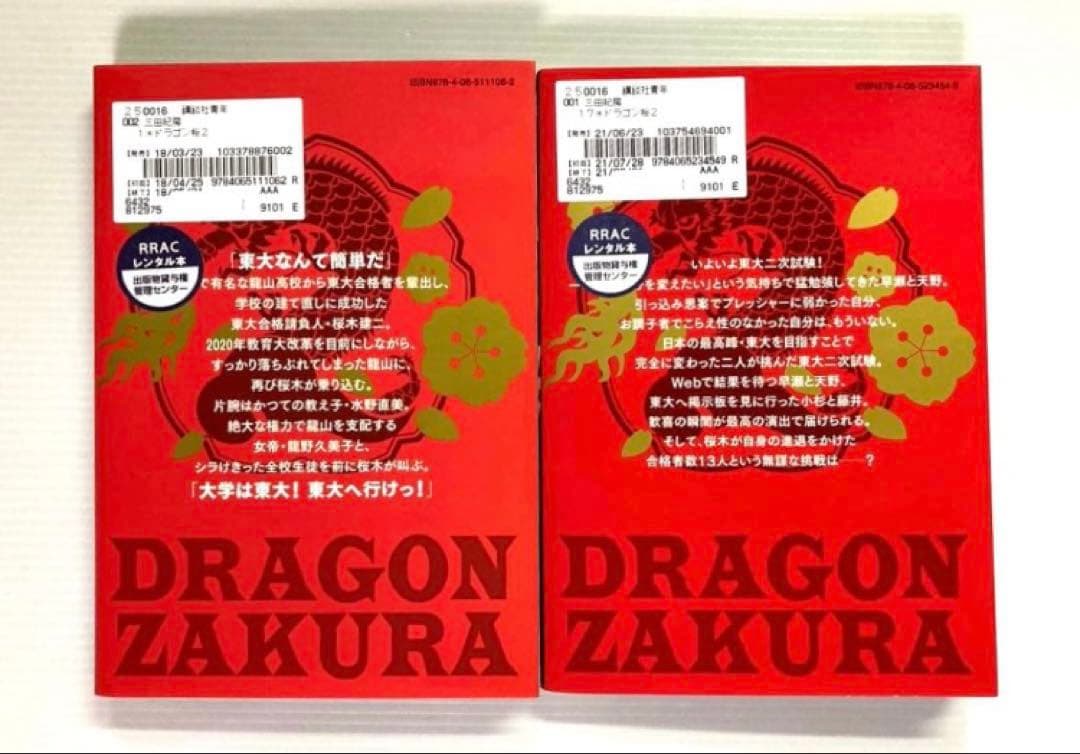 ISBN978-4-06-511106-2
250016 講談社青年
002 三田紀房
1*ドラゴン桜2
【発売】18/03/23 103378876002
【初回】18/04/25 9784065111062 R
【終了】18/
AAA
6432
812975
9101 E
RRAC
レンタル本
出版物貸与権
管理センター
「東大なんて簡単だ」
で有名な龍山高校から東大合格者を輩出し、
学校の建て直しに成功した
東大合格請負人・桜木建二。
2020年教育大改革を目前にしながら、
すっかり落ちぶれてしまった龍山に、
再び桜木が乗り込む。
片腕はかつての教え子・水野直美。
絶大な権力で龍山を支配する
女帝・龍野久美子と、
シラけきった全校生徒を前に桜木が叫ぶ。
「大学は東大! 東大へ行けっ!」
DRAGON
ZAKURA
ISBN978-4-06-523454-9
250016 講談社青年
001 三田紀房
17*ドラゴン桜2
【発売】21/06/23 103754694001
【初回】21/07/28 9784065234549 R
【終了】21/
AAA
6432
812975
9101 E
RRAC
レンタル本
出版物貸与権
管理センター
いよいよ東大二次試験!
を変えたい」という気持ちで猛勉強してきた早瀬と天野。
引っ込み思案でプレッシャーに弱かった自分、
お調子者でこらえ性のなかった自分は、もういない。
日本の最高峰・東大を目指すことで
完全に変わった二人が挑んだ東大二次試験。
Webで結果を待つ早瀬と天野、
東大へ掲示板を見に行った小杉と藤井。
歓喜の瞬間が最高の演出で届けられる。
そして、桜木が自身の進退をかけた
合格者数13人という無謀な挑戦は――?
DRAGON
ZAKURA